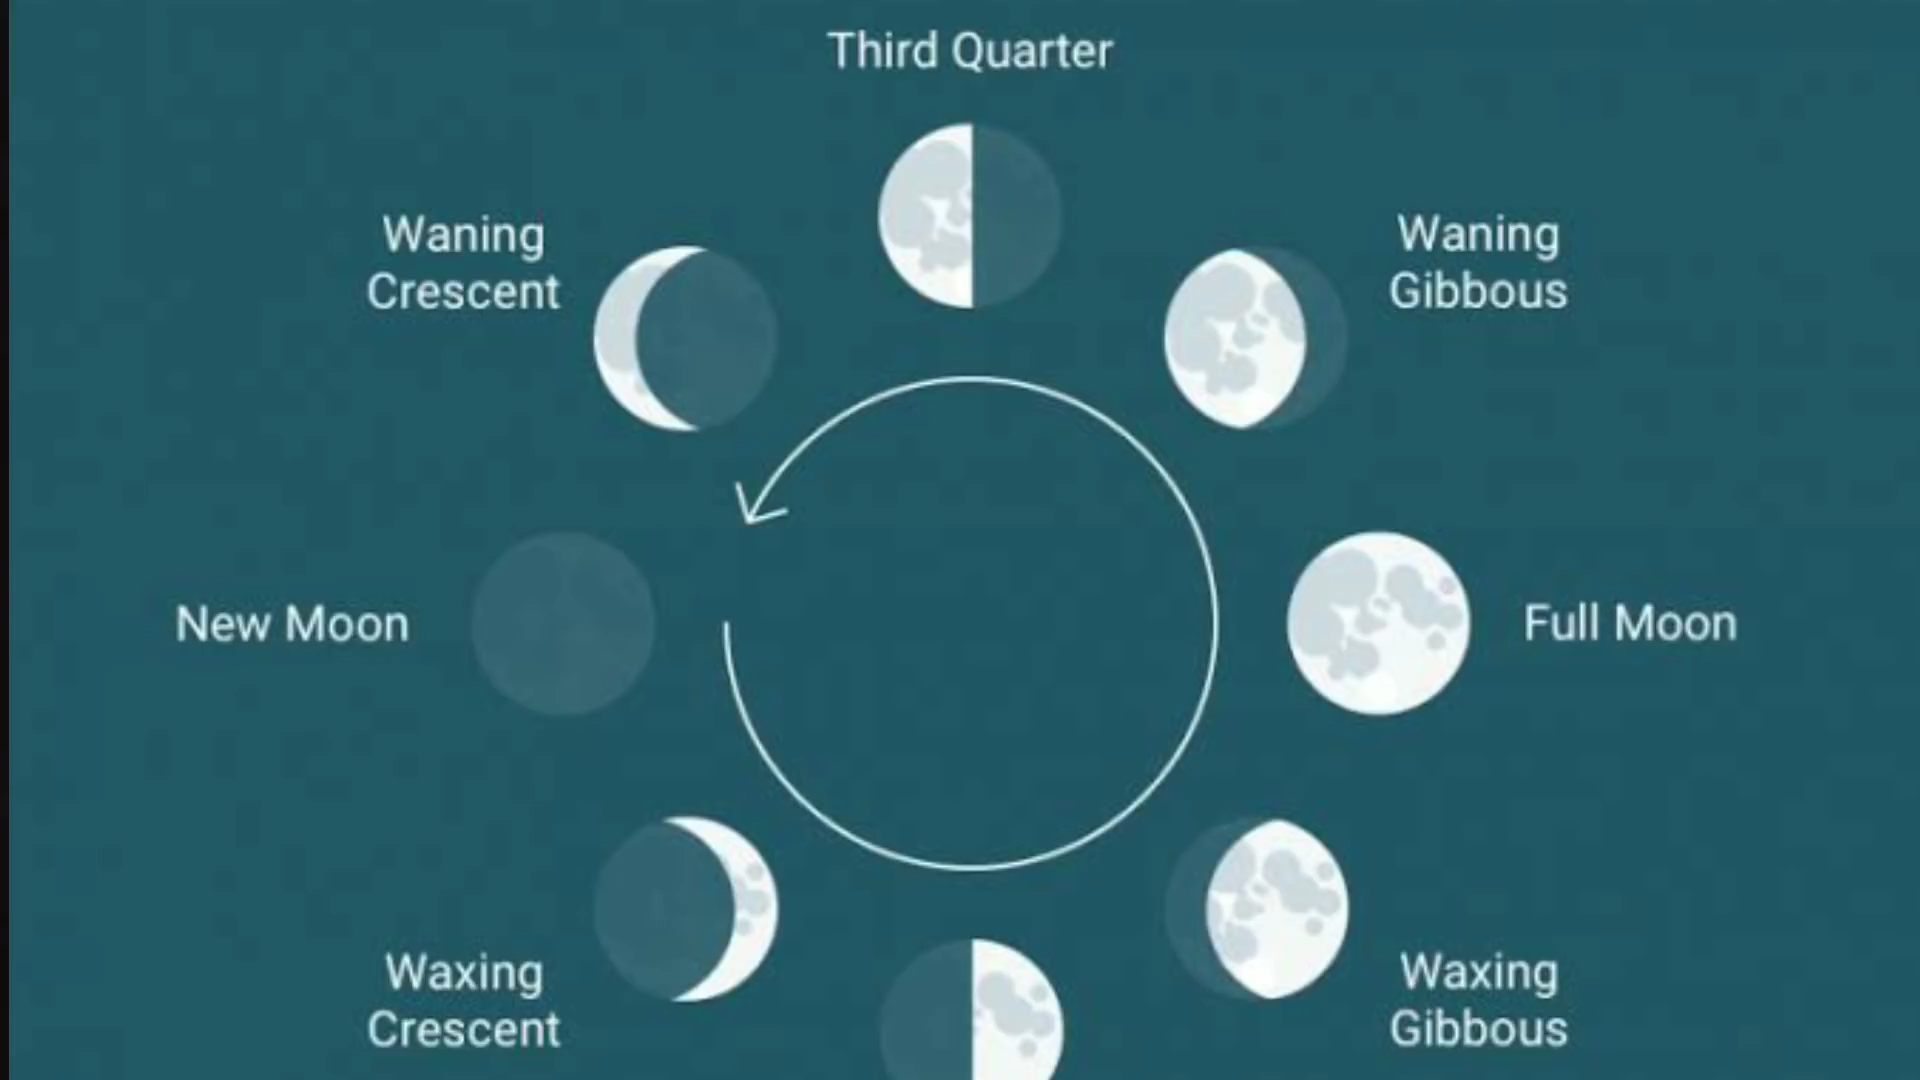 Third Quarter
Waning
Crescent
Waning
Gibbous
New Moon
Full Moon
Waxing
Crescent
Waxing
Gibbous